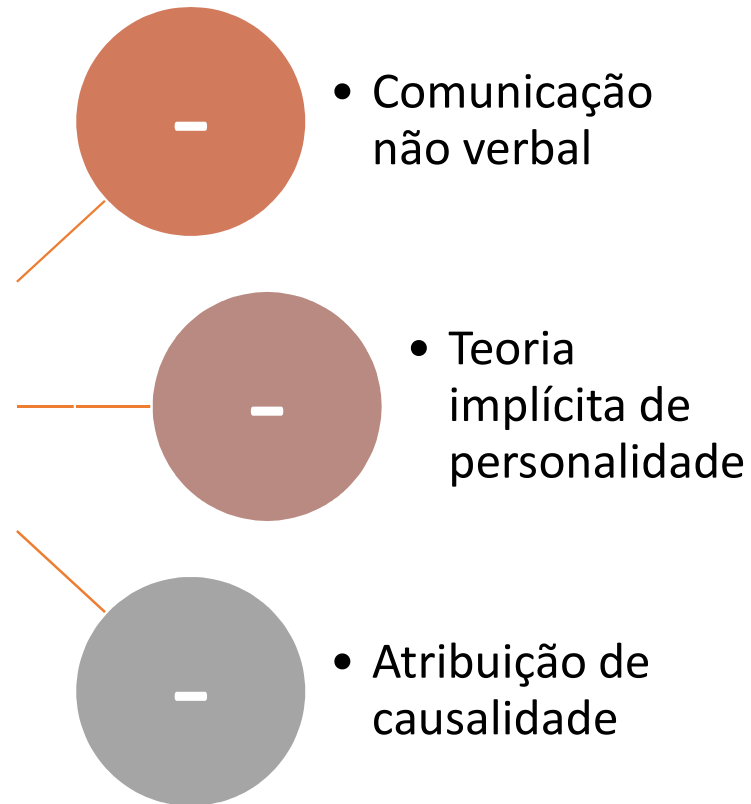 -
• Comunicação
não verbal
-
• Teoria
implícita de
personalidade
-
• Atribuição de
causalidade